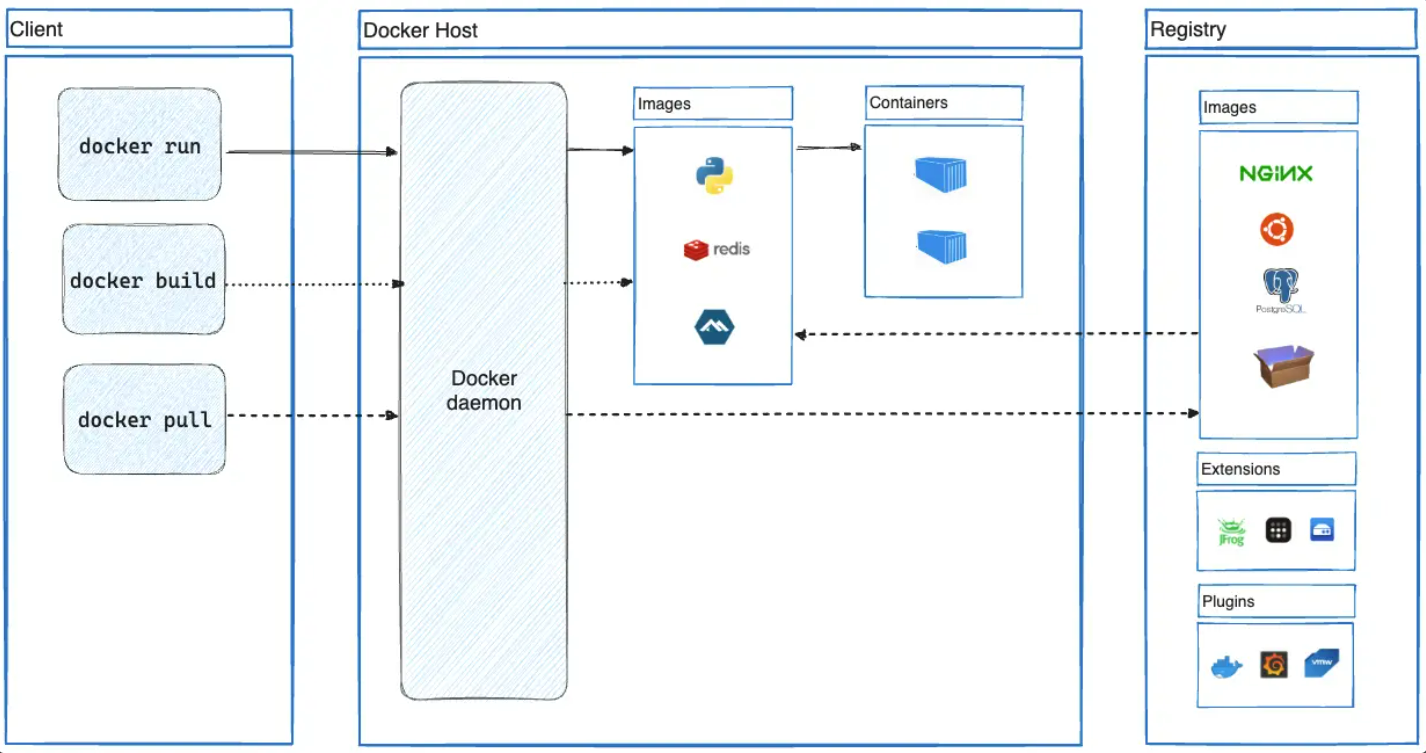 Client
docker run
docker build
docker pull
Docker Host
Docker
daemon
Images
redis
Containers
Registry
Images
NGINX
PostgreSQL
Extensions
JFrog
Plugins
vmw